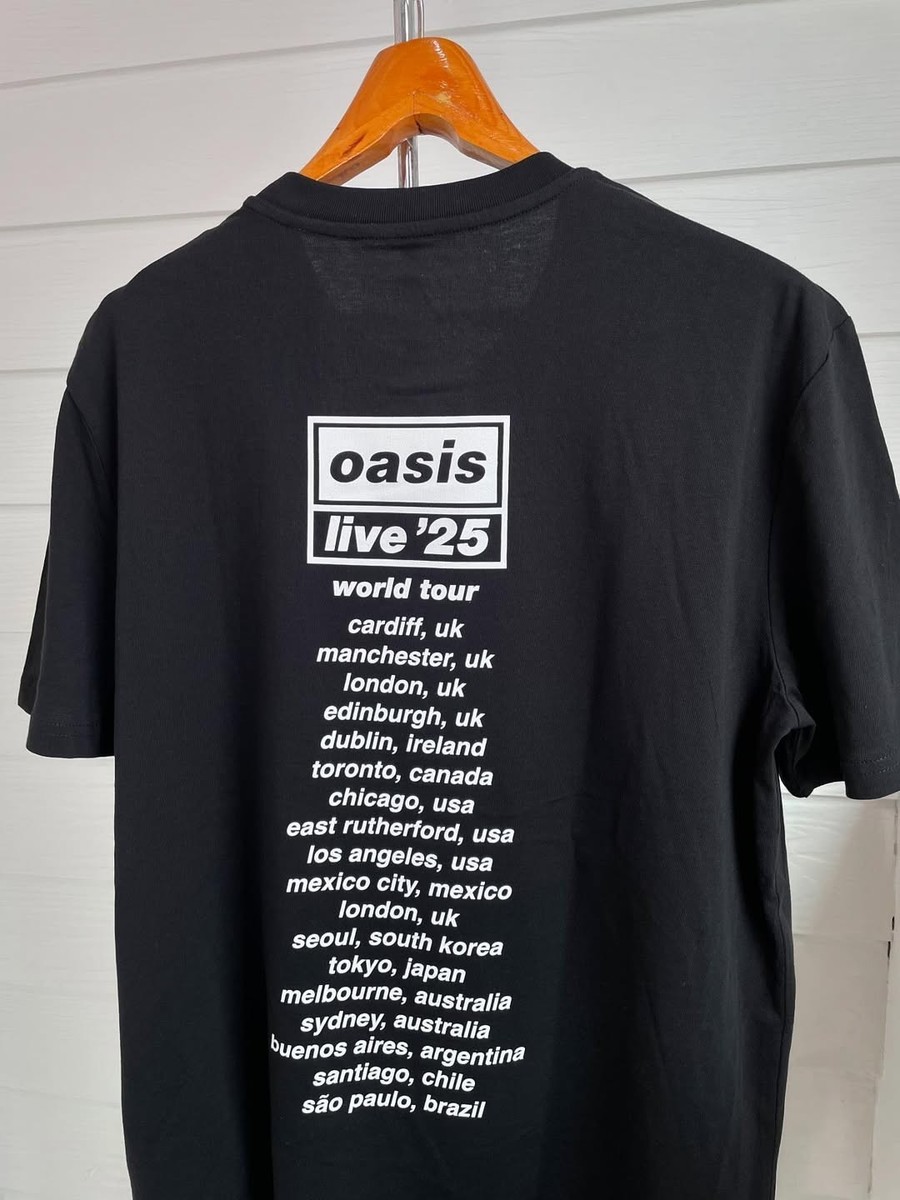 oasis
live ’25
world tour
cardiff, uk
manchester, uk
london, uk
edinburgh, uk
dublin, ireland
toronto, canada
chicago, usa
east rutherford, usa
los angeles, usa
mexico city, mexico
london, uk
seoul, south korea
tokyo, japan
melbourne, australia
sydney, australia
buenos aires, argentina
santiago, chile
são paulo, brazil